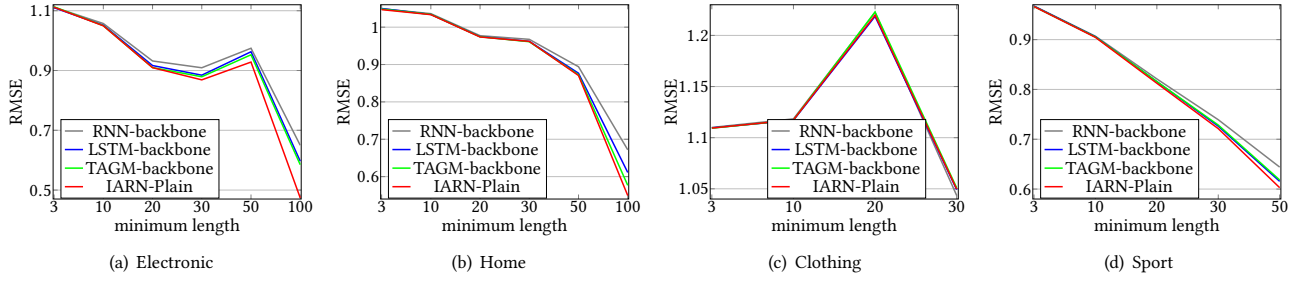 1.1
0.9
0.7
0.5
RMSE
RNN-backbone
LSTM-backbone
TAGM-backbone
IARN-Plain
3 10 20 30 50 100
minimum length
(a) Electronic
1
0.9
0.8
0.7
0.6
RMSE
RNN-backbone
LSTM-backbone
TAGM-backbone
IARN-Plain
3 10 20 30 50 100
minimum length
(b) Home
1.2
1.15
1.1
1.05
RMSE
RNN-backbone
LSTM-backbone
TAGM-backbone
IARN-Plain
3 10 20 30
minimum length
(c) Clothing
0.9
0.8
0.7
0.6
RMSE
RNN-backbone
LSTM-backbone
TAGM-backbone
IARN-Plain
3 10 20 30 50
minimum length
(d) Sport